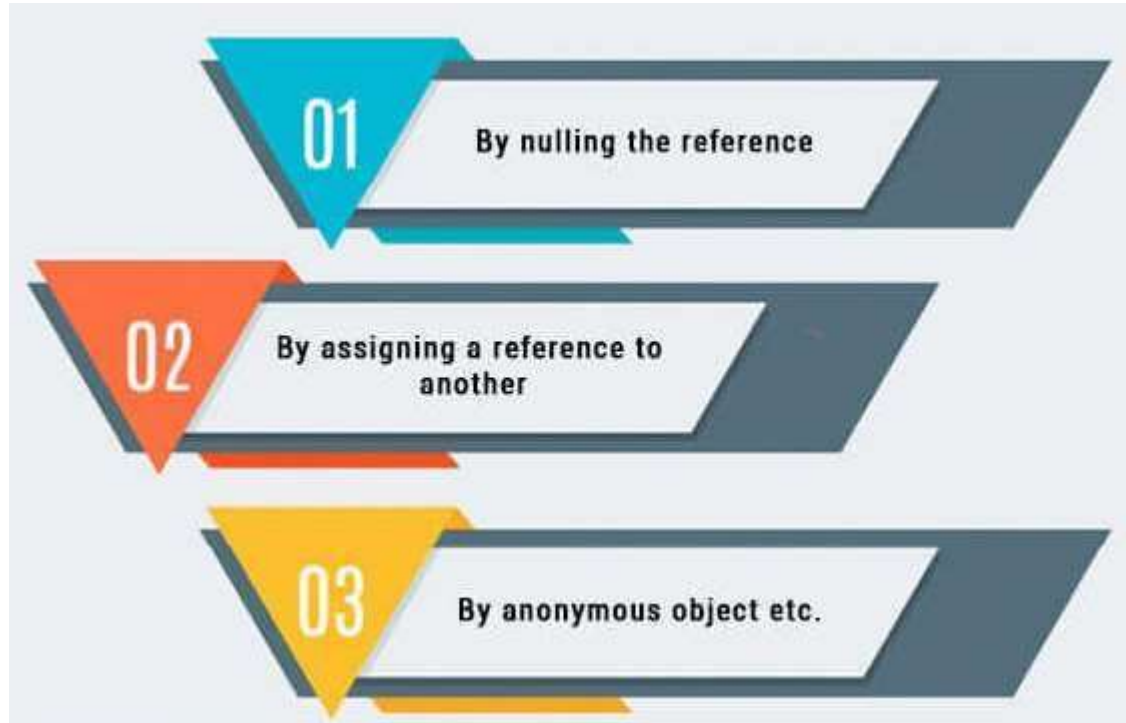 01
By nulling the reference
02
By assigning a reference to
another
03
By anonymous object etc.